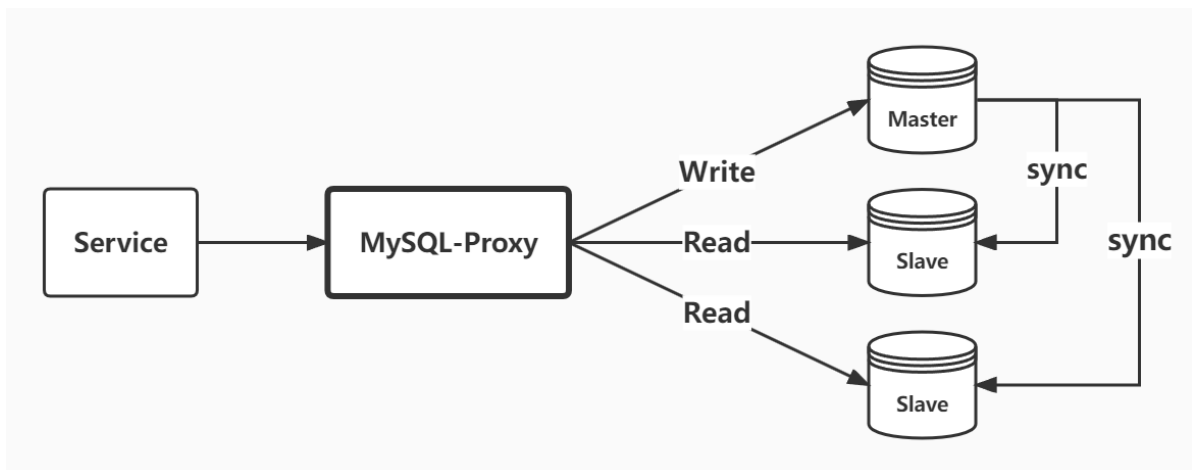 Master
Write
sync
Service
MySQL-Proxy
Read
Slave
sync
Read
Slave